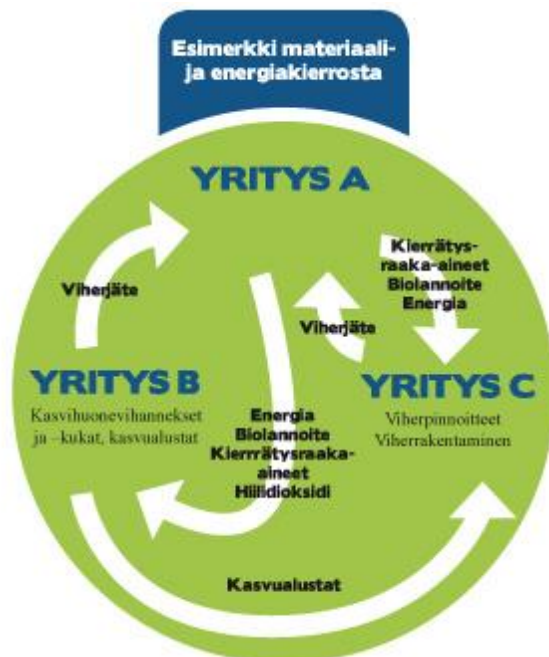 Esimerkki materiaali-
ja energiakierrosta
YRITYS A
Kierrätys-
raaka-aineet
Biolannoite
Energia
Viherjäte
Viherjäte
YRITYS B
Kasvihuonevihannekset
ja –kukat, kasvualustat
YRITYS C
Viherpinnoitteet
Viherrakentaminen
Energia
Biolannoite
Kierrrätysraaka-
aineet
Hiilidioksidi
Kasvualustat